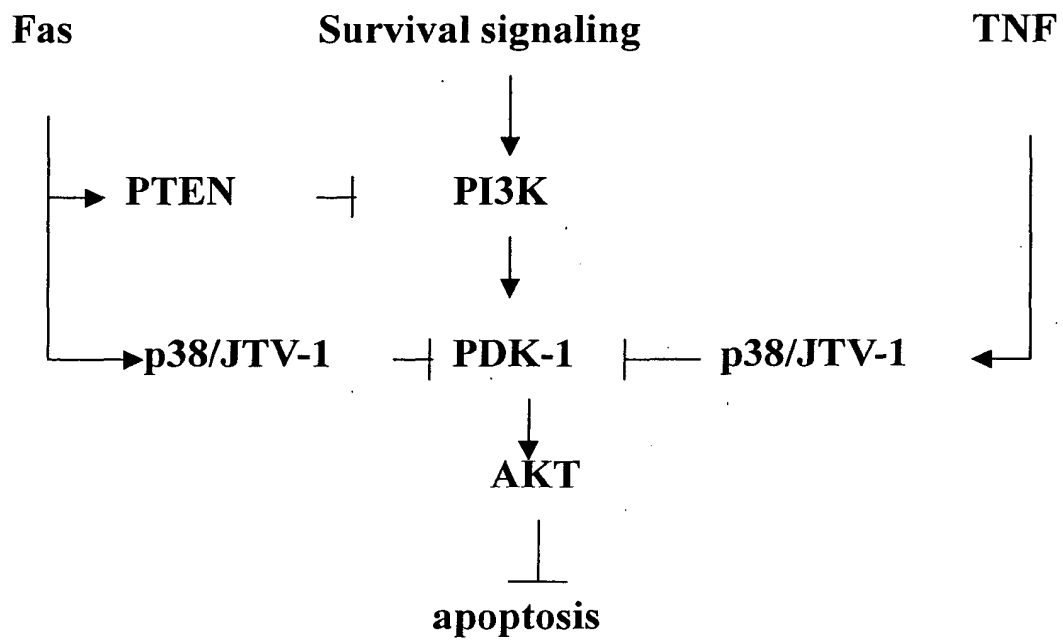 Fas Survival signaling TNF
PTEN PI3K
p38/JTV-1 PDK-1 p38/JTV-1
AKT
apoptosis